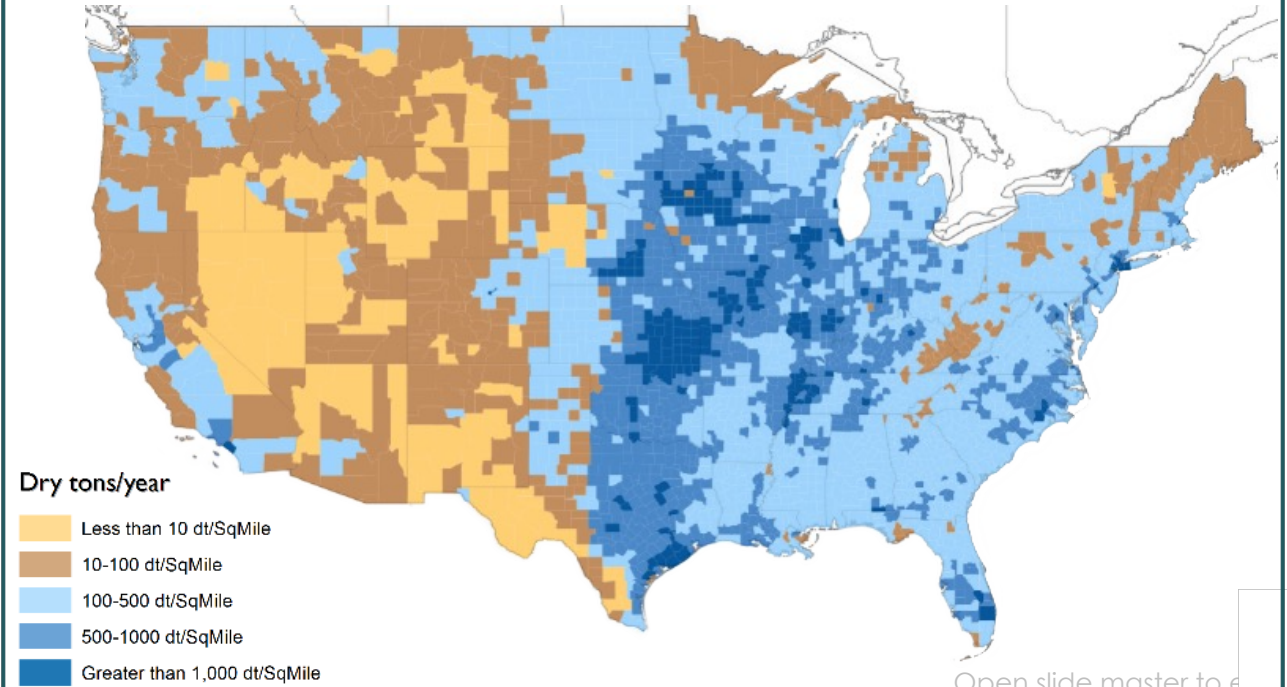 Dry tons/year
Less than 10 dt/SqMile
10-100 dt/SqMile
100-500 dt/SqMile
500-1000 dt/SqMile
Greater than 1,000 dt/SqMile
Open slide master to e